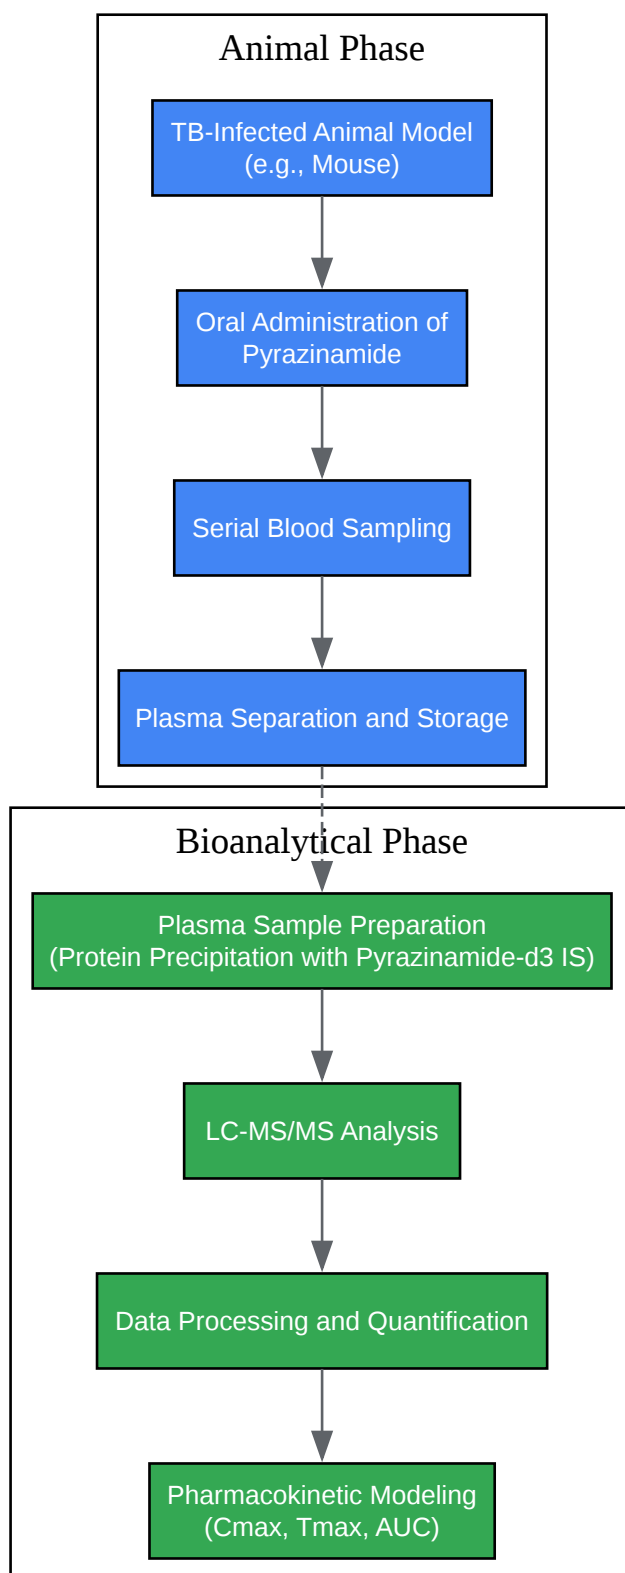 Animal Phase
TB-Infected Animal Model
(e.g., Mouse)
Oral Administration of
Pyrazinamide
Serial Blood Sampling
Plasma Separation and Storage
Bioanalytical Phase
Plasma Sample Preparation
(Protein Precipitation with Pyrazinamide-d3 IS)
LC-MS/MS Analysis
Data Processing and Quantification
Pharmacokinetic Modeling
(Cmax, Tmax, AUC)